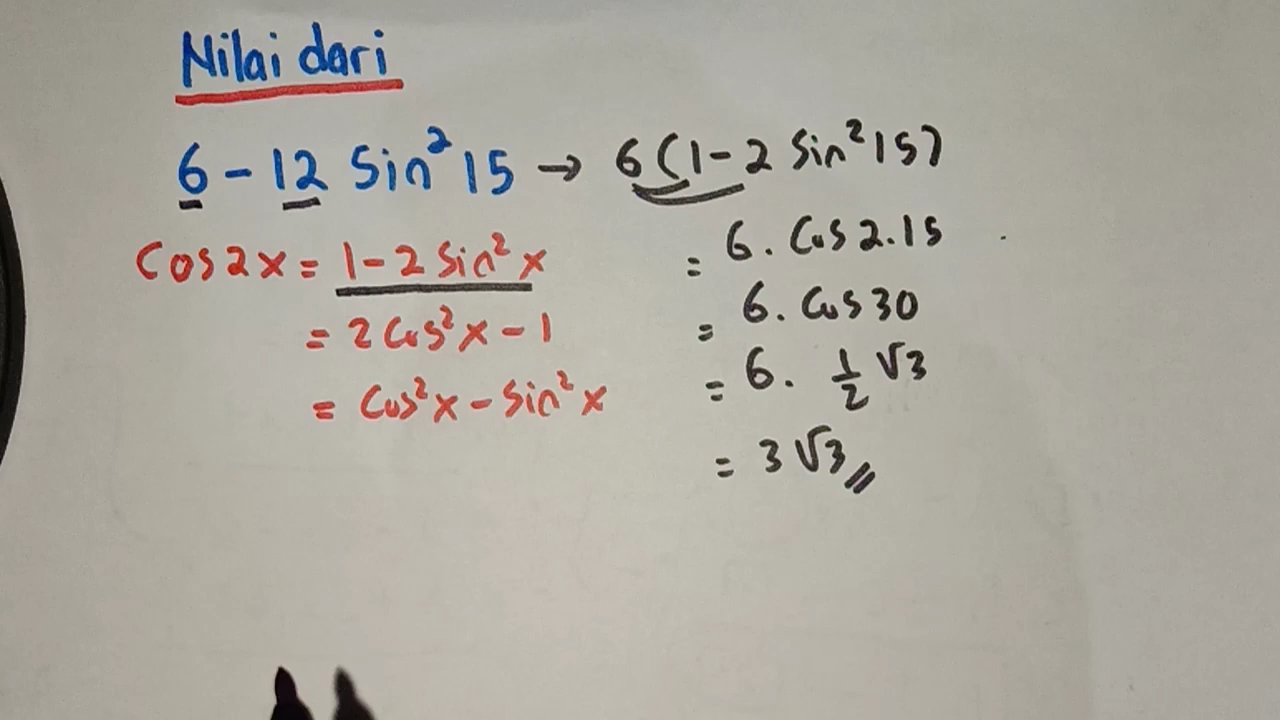 Nilai dari
6 - 12 Sin² 15 → 6 (1 - 2 Sin² 15)
Cos 2x = 1 - 2 Sin² x
= 2 Cos² x - 1
= Cos² x - Sin² x
= 6 . Cos 2.15
= 6 . Cos 30
= 6 . 1/2 √3
= 3 √3 //